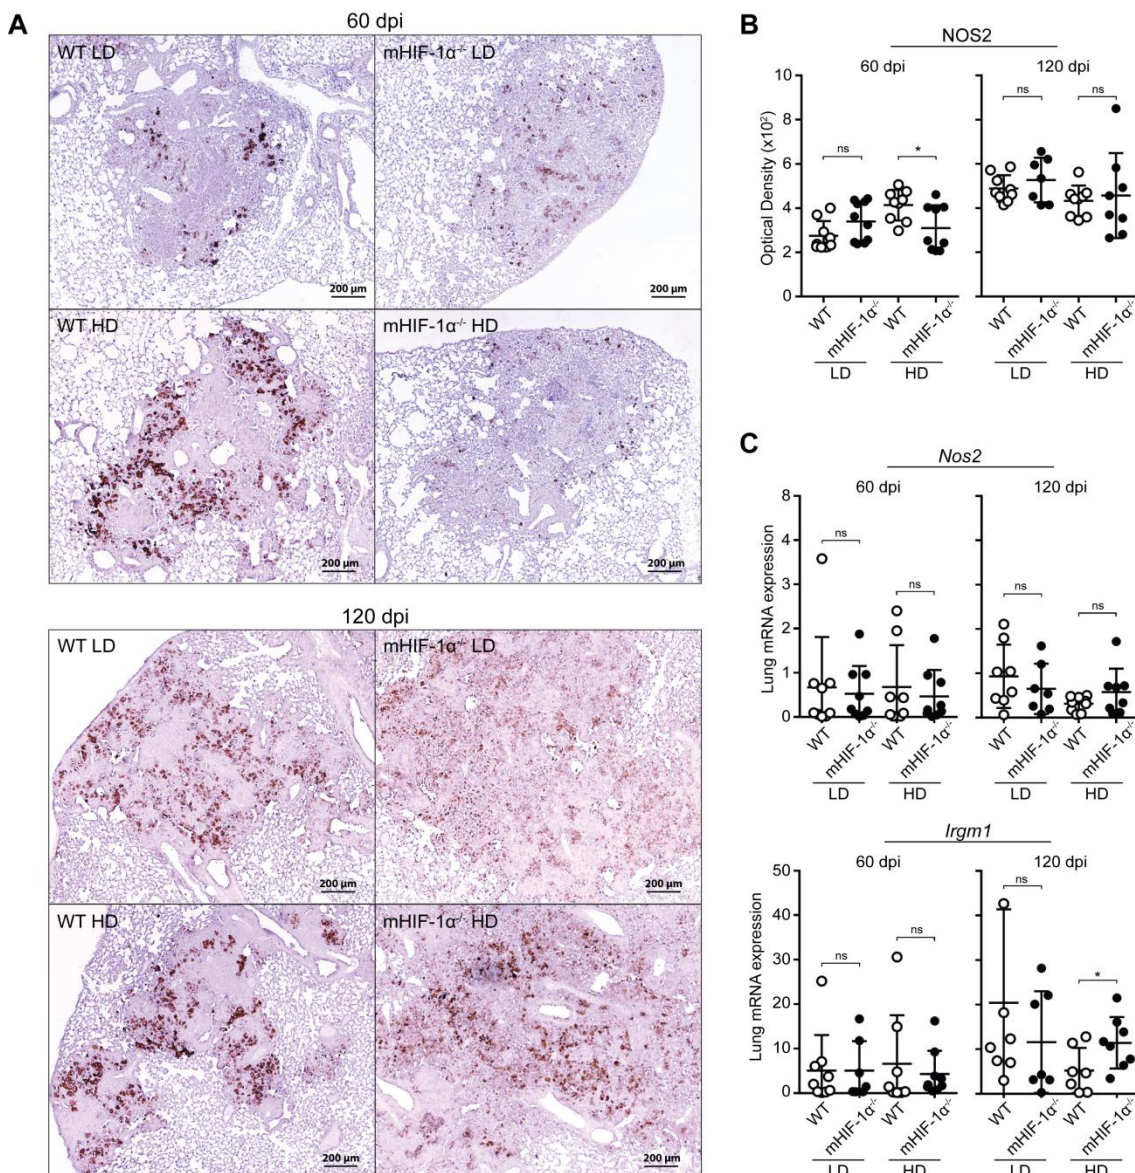 A
60 dpi
WT LD
mHIF-1α-/- LD
200 µm
200 µm
WT HD
mHIF-1α-/- HD
200 µm
200 µm
120 dpi
WT LD
mHIF-1α-/- LD
200 µm
200 µm
WT HD
mHIF-1α-/- HD
200 µm
200 µm
B
NOS2
60 dpi
120 dpi
Optical Density (x10²)
10
8
6
4
2
0
ns
*
ns
ns
WT
mHIF-1α-/-
WT
mHIF-1α-/-
WT
mHIF-1α-/-
WT
mHIF-1α-/-
LD
HD
LD
HD
C
Nos2
60 dpi
120 dpi
Lung mRNA expression
8
4
3
2
1
0
ns
ns
ns
ns
WT
mHIF-1α-/-
WT
mHIF-1α-/-
WT
mHIF-1α-/-
WT
mHIF-1α-/-
LD
HD
LD
HD
Irgm1
60 dpi
120 dpi
Lung mRNA expression
50
40
30
20
10
0
ns
ns
ns
*
WT
mHIF-1α-/-
WT
mHIF-1α-/-
WT
mHIF-1α-/-
WT
mHIF-1α-/-
LD
HD
LD
HD